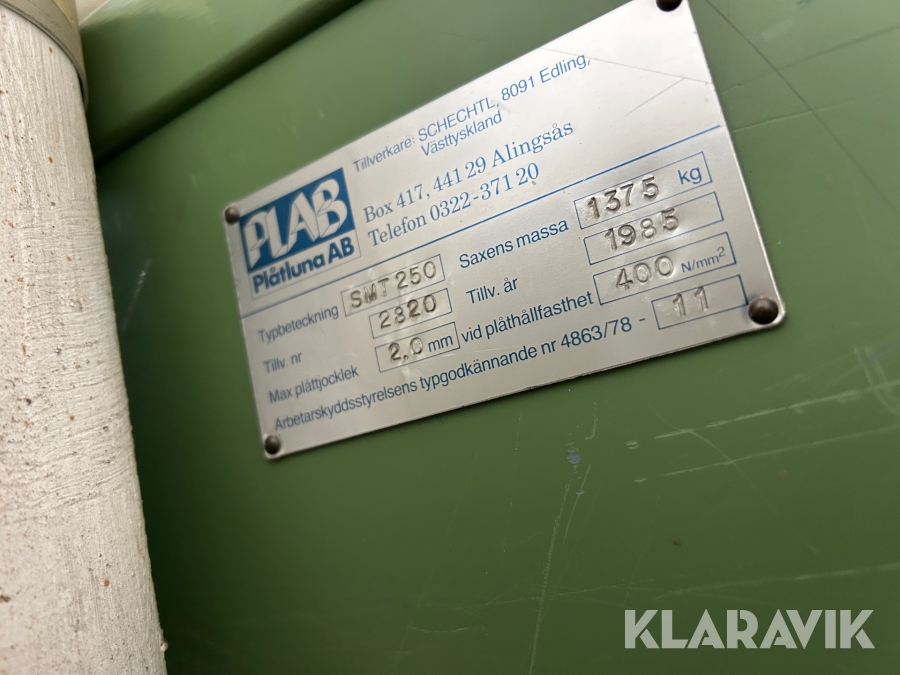 PLAB
Plåtluna AB
Tillverkare: SCHECHTL, 8091 Edling,
Västtyskland
Box 417, 441 29 Alingsås
Telefon 0322-371 20
Typbeteckning SMT 250 Saxens massa 1375 kg
Tillv. nr 2820 Tillv. år 1985
Max plåttjocklek 2.0 mm vid plåthållfasthet 400 N/mm²
Arbetarskyddsstyrelsens typgodkännande nr 4863/78 - 11
KLARAVIK